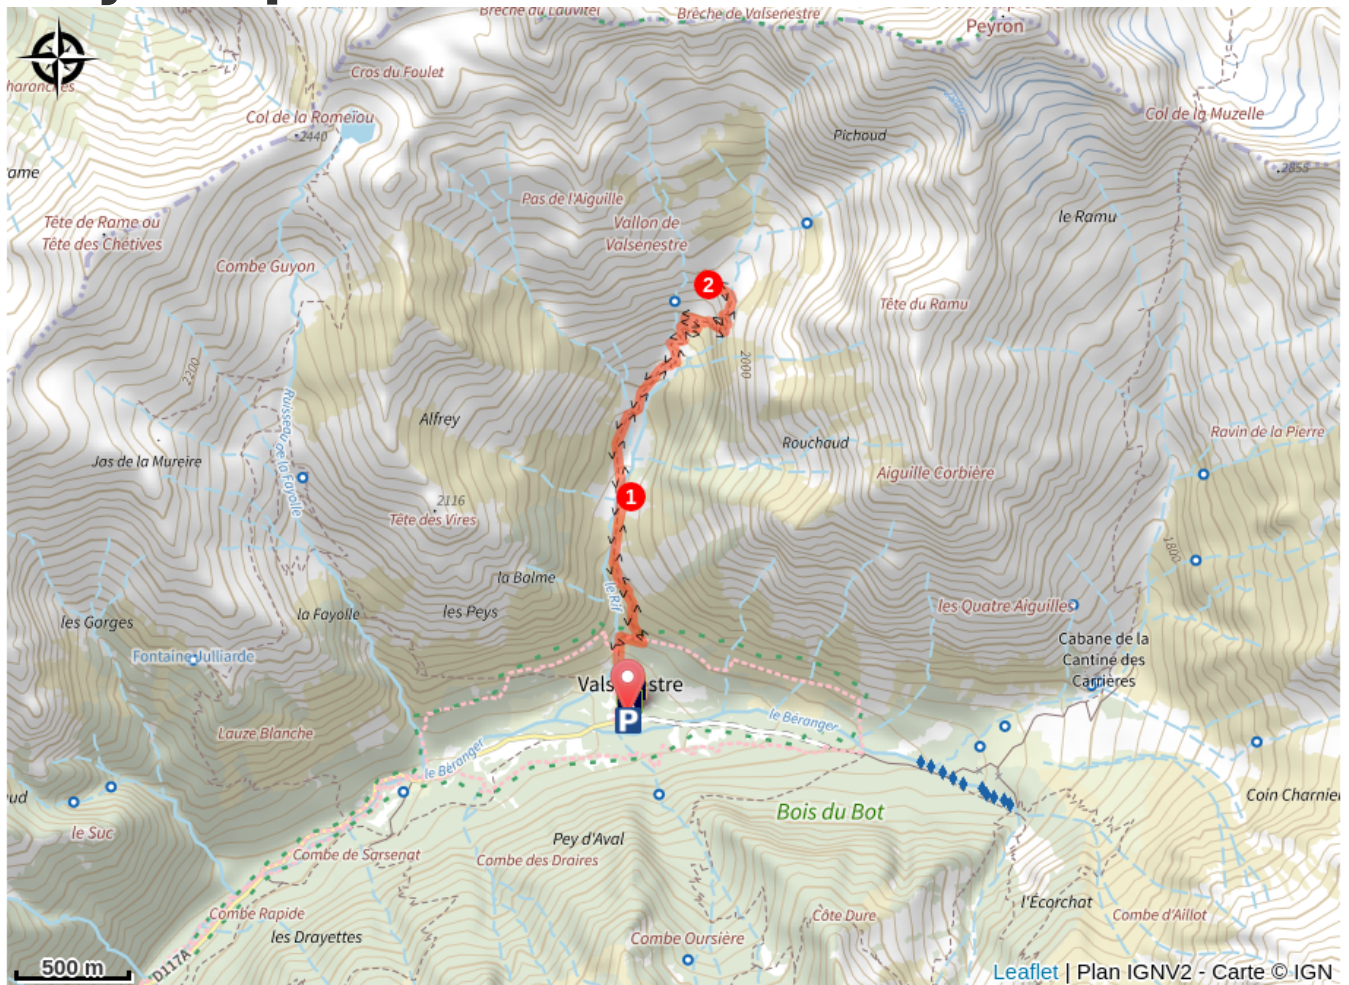 Brèche du Lauvitel
Brèche de Valsenestre
Peyron
Cros du Foulet
Col de la Romeïou
2440
Col de la Muzelle
Pichaud
2855
ame
Pas de l'Aiguille
Tête de Rame ou
Tête des Chétives
Vallon de
Valsenestre
le Ramu
Combe Guyon
2
Tête du Ramu
2200
2000
Ruisseau de la Fayolle
Alfrey
Rouchaud
Ravin de la Pierre
Jas de la Mureire
Aiguille Corbière
2116
1
Tête des Vires
1800
la Balme
le Rif
les Peys
la Fayolle
les Quatre Aiguilles
les Gorges
Cabane de la
Cantine des
Carrières
Fontaine Julliarde
P
le Béranger
Lauze Blanche
le Béranger
Coin Charnier
Bois du Bot
le Suc
Pey d'Aval
Combe de Sarsenat
Combe des Draires
l'Écorchat
Combe Rapide
Côte Dure
Combe d'Aillot
les Drayettes
Combe Oursière
D117A
500 m
Leaflet | Plan IGNV2 - Carte © IGN